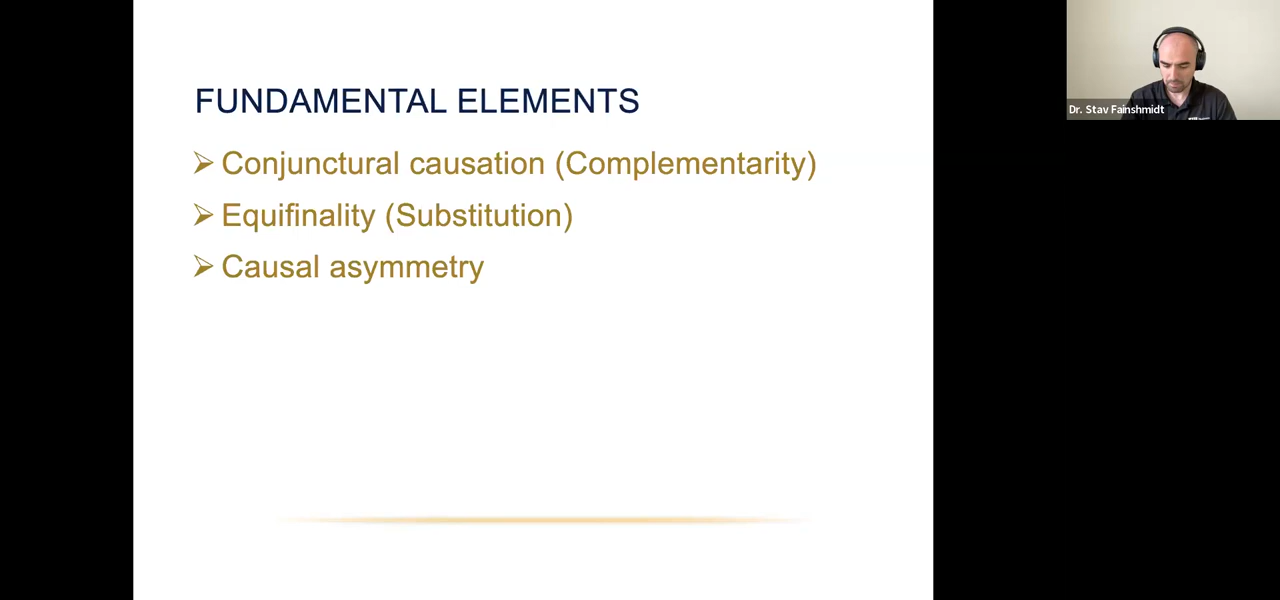 FUNDAMENTAL ELEMENTS
➢ Conjunctural causation (Complementarity)
➢ Equifinality (Substitution)
➢ Causal asymmetry
Dr. Stav Fainshmidt